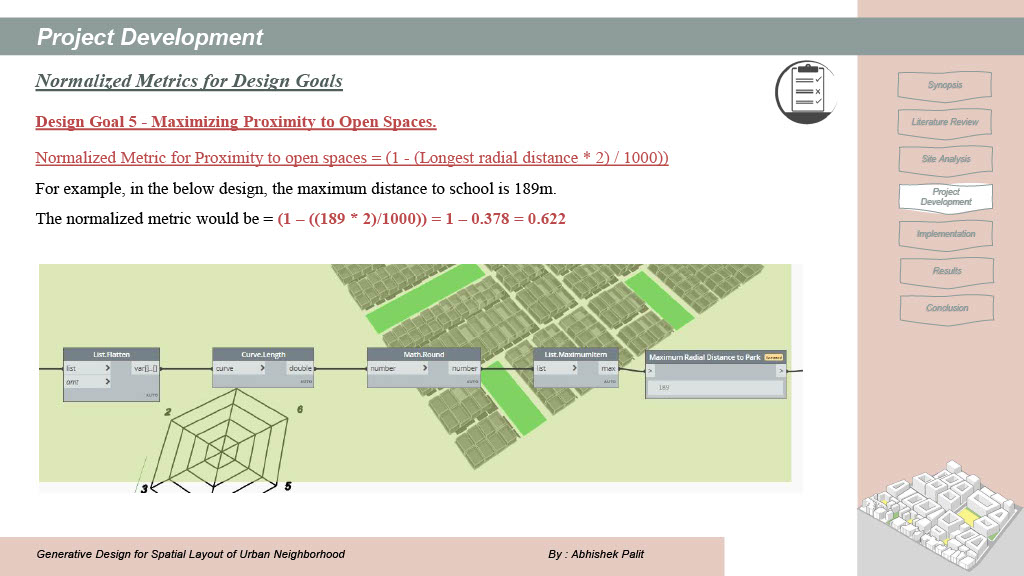 Project Development
Normalized Metrics for Design Goals
Design Goal 5 - Maximizing Proximity to Open Spaces.
Normalized Metric for Proximity to open spaces = (1 - (Longest radial distance * 2) / 1000))
For example, in the below design, the maximum distance to school is 189m.
The normalized metric would be = (1 – ((189 * 2)/1000)) = 1 – 0.378 = 0.622
List.Flatten
list > var[]..[]
amt >
AUTO
Curve.Length
curve > double
AUTO
Math.Round
number > number
AUTO
List.MaximumItem
list > max
AUTO
Maximum Radial Distance to Park
> >
189
2
6
3
5
Synopsis
Literature Review
Site Analysis
Project
Development
Implementation
Results
Conclusion
Generative Design for Spatial Layout of Urban Neighborhood
By : Abhishek Palit